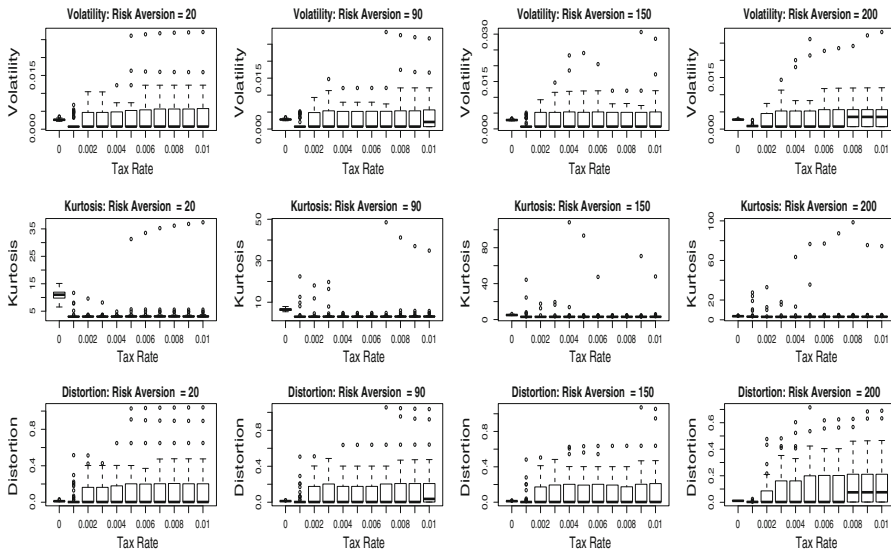 Volatility: Risk Aversion = 20
Volatility
0.000
0.015
0
0.002
0.004
0.006
0.008
0.01
Tax Rate
Volatility: Risk Aversion = 90
Volatility
0.000
0.015
0
0.002
0.004
0.006
0.008
0.01
Tax Rate
Volatility: Risk Aversion = 150
Volatility
0.000
0.015
0.030
0
0.002
0.004
0.006
0.008
0.01
Tax Rate
Volatility: Risk Aversion = 200
Volatility
0.000
0.015
0
0.002
0.004
0.006
0.008
0.01
Tax Rate
Kurtosis: Risk Aversion = 20
Kurtosis
5
15
35
0
0.002
0.004
0.006
0.008
0.01
Tax Rate
Kurtosis: Risk Aversion = 90
Kurtosis
10
30
50
0
0.002
0.004
0.006
0.008
0.01
Tax Rate
Kurtosis: Risk Aversion = 150
Kurtosis
0
40
80
0
0.002
0.004
0.006
0.008
0.01
Tax Rate
Kurtosis: Risk Aversion = 200
Kurtosis
0
20
60
100
0
0.002
0.004
0.006
0.008
0.01
Tax Rate
Distortion: Risk Aversion = 20
Distortion
0.0
0.4
0.8
0
0.002
0.004
0.006
0.008
0.01
Tax Rate
Distortion: Risk Aversion = 90
Distortion
0.0
0.4
0.8
0
0.002
0.004
0.006
0.008
0.01
Tax Rate
Distortion: Risk Aversion = 150
Distortion
0.0
0.4
0.8
0
0.002
0.004
0.006
0.008
0.01
Tax Rate
Distortion: Risk Aversion = 200
Distortion
0.0
0.2
0.4
0.6
0
0.002
0.004
0.006
0.008
0.01
Tax Rate